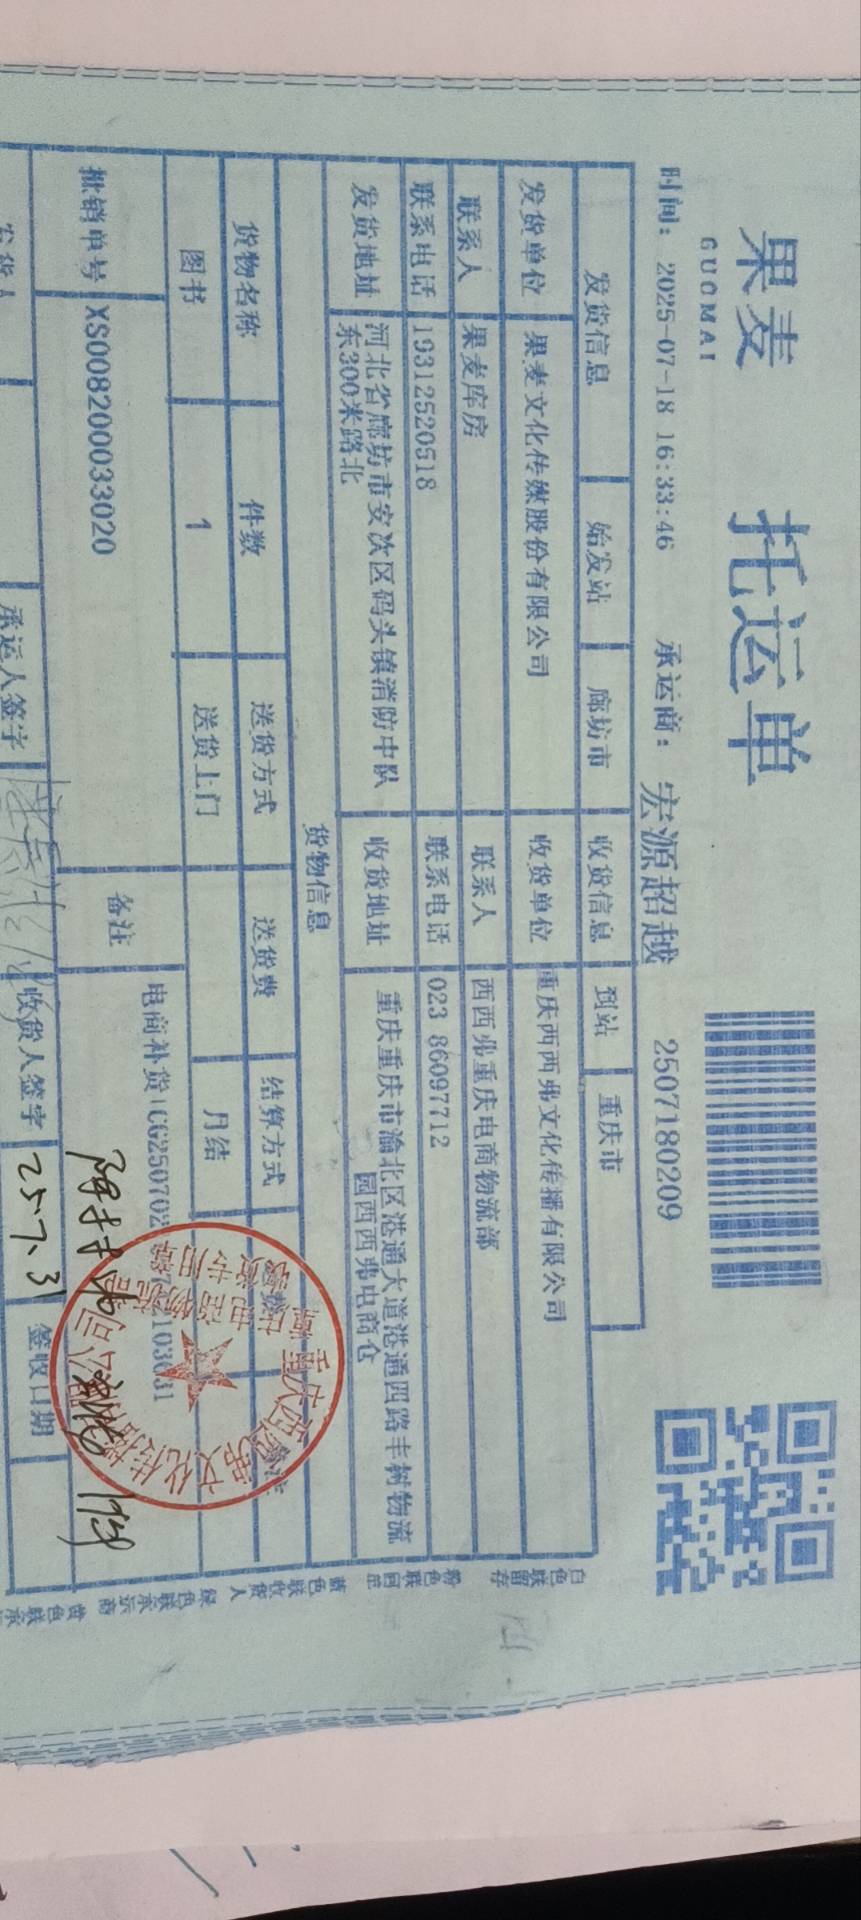 果麦 托运单
GUOMAI
时间：2025-07-18 16:33:46 承运商：宏源超越 2507180209
发货信息 始发站 廊坊市 收货信息 到站 重庆市
发货单位 果麦文化传媒股份有限公司 收货单位 重庆西西弗文化传播有限公司
联系人 果麦库房 联系人 西西弗重庆电商物流部
联系电话 19312520518 联系电话 023 86097712
发货地址 河北省廊坊市安次区码头镇消防中队东300米路北 收货地址 重庆重庆市渝北区港通大道港通四路丰树物流园西西弗电商仓
货物信息
货物名称 件数 送货方式 送货费 结算方式
图书 1 送货上门 月结
批销单号 XS008200033020 备注 电商补货|CG250702
103631
发货人 承运人签字 收货人签字 25.7.31 签收日期
白色联留存 粉色联回单 蓝色联收货人 绿色联承运商 黄色联承